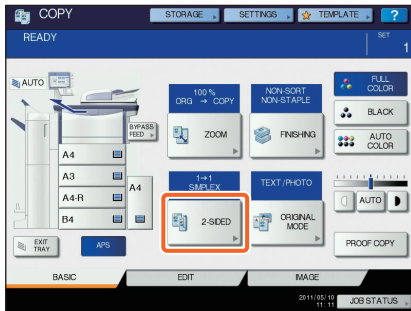 COPY
STORAGE
SETTINGS
TEMPLATE
?
READY
SET
1
AUTO
100 %
ORG → COPY
NON-SORT
NON-STAPLE
FULL
COLOR
BLACK
ZOOM
FINISHING
AUTO
COLOR
BYPASS
FEED
A4
A3
A4-R
B4
A4
1→1
SIMPLEX
TEXT/PHOTO
2-SIDED
ORIGINAL
MODE
AUTO
EXIT
TRAY
APS
PROOF COPY
BASIC
EDIT
IMAGE
2011/05/10
11:11
JOB STATUS